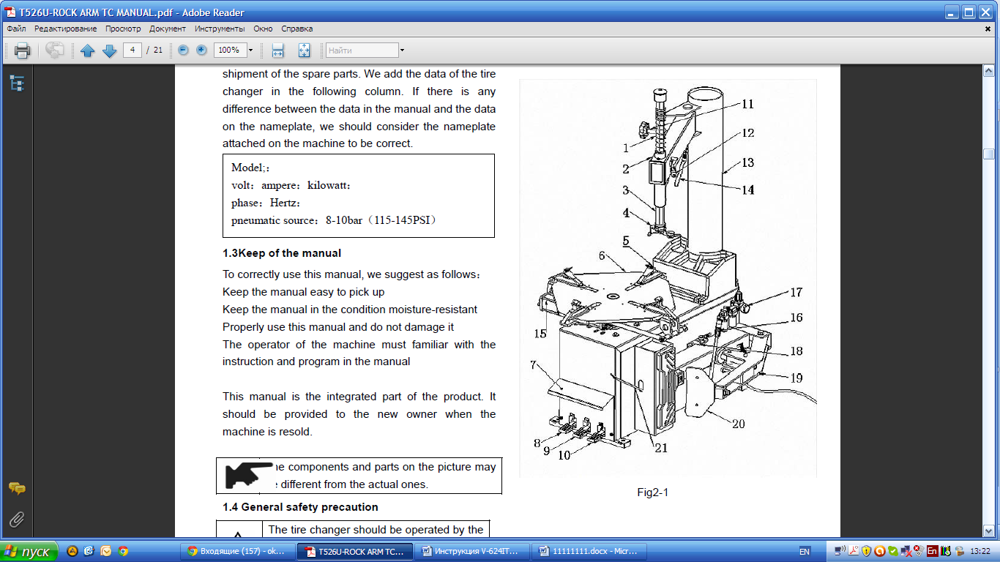 T526U-ROCK ARM TC MANUAL.pdf - Adobe Reader
Файл Редактирование Просмотр Документ Инструменты Окно Справка
4 / 21 100% Найти
shipment of the spare parts. We add the data of the tire
changer in the following column. If there is any
difference between the data in the manual and the data
on the nameplate, we should consider the nameplate
attached on the machine to be correct.
Model;:
volt: ampere: kilowatt:
phase: Hertz:
pneumatic source: 8-10bar（115-145PSI）
1.3Keep of the manual
To correctly use this manual, we suggest as follows:
Keep the manual easy to pick up
Keep the manual in the condition moisture-resistant
Properly use this manual and do not damage it
The operator of the machine must familiar with the
instruction and program in the manual
This manual is the integrated part of the product. It
should be provided to the new owner when the
machine is resold.
components and parts on the picture may
different from the actual ones.
1.4 General safety precaution
The tire changer should be operated by the
11
12
1
2
13
3
14
4
5
6
17
16
15
18
7
19
20
8
9
10
21
Fig2-1
пуск Входящие (157) - ok... T526U-ROCK ARM TC... Инструкция V-624IT... 11111111.docx - Micr... EN En 13:22